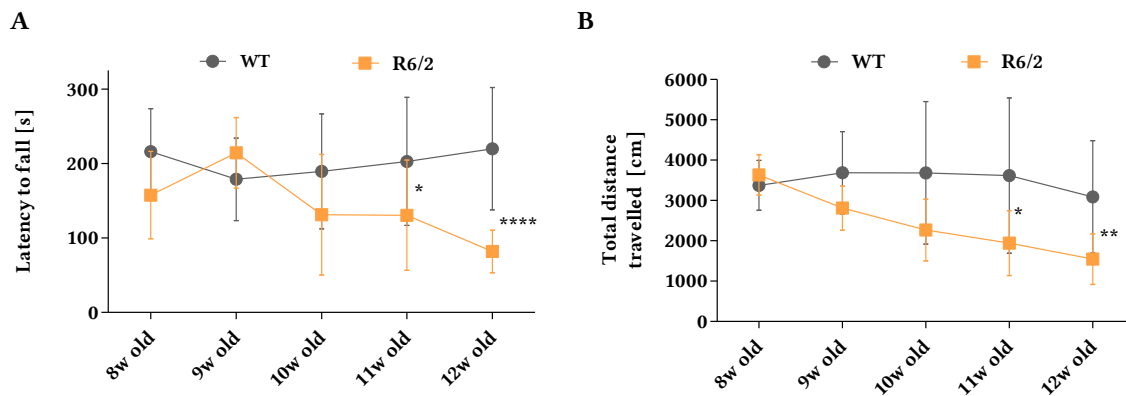 A
WT
R6/2
Latency to fall [s]
300
200
100
0
*
****
8w old
9w old
10w old
11w old
12w old
B
WT
R6/2
Total distance
travelled [cm]
6000
5000
4000
3000
2000
1000
0
*
**
8w old
9w old
10w old
11w old
12w old